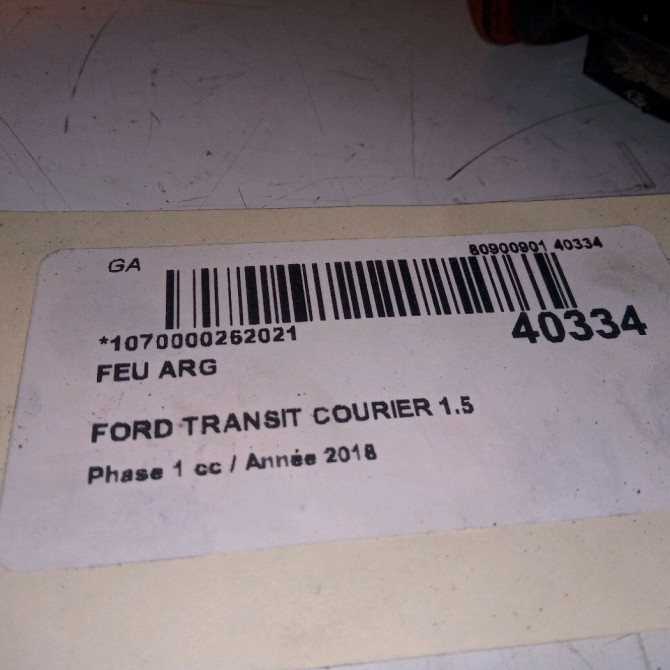 GA
80900901 40334
*1070000262021
40334
FEU ARG
FORD TRANSIT COURIER 1.5
Phase 1 cc / Année 2018